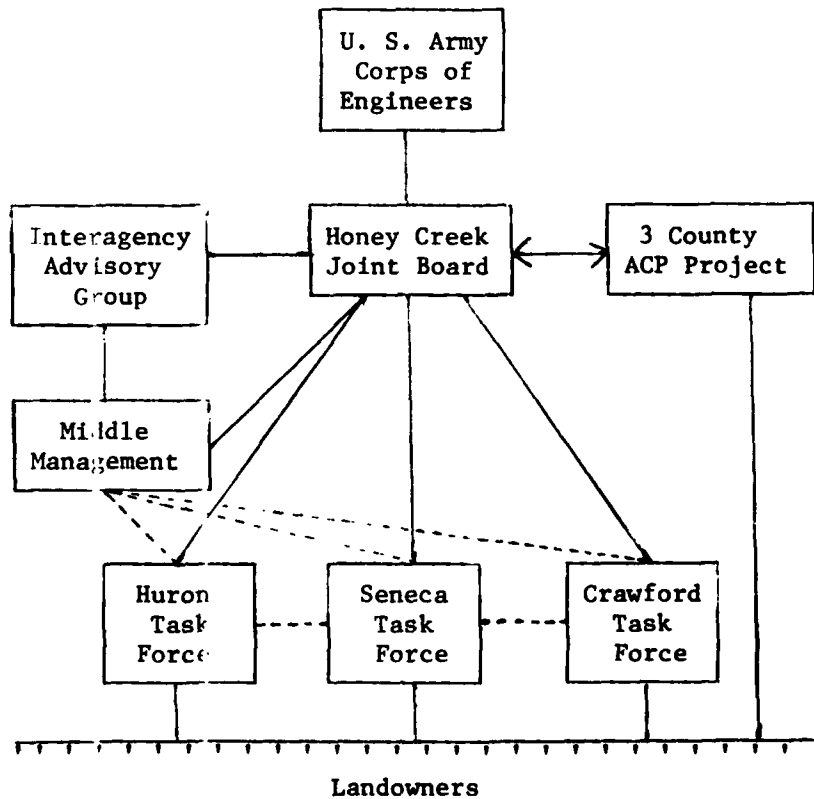 U. S. Army
Corps of
Engineers
Interagency
Advisory
Group
Honey Creek
Joint Board
3 County
ACP Project
Middle
Management
Huron
Task
Force
Seneca
Task
Force
Crawford
Task
Force
Landowners